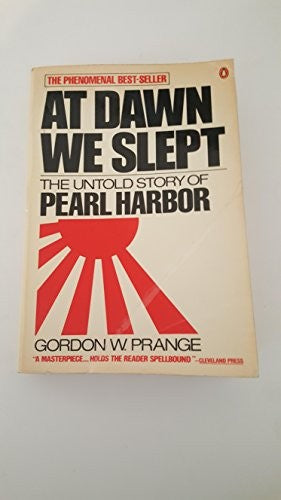 THE PHENOMENAL BEST-SELLER
AT DAWN
WE SLEPT
THE UNTOLD STORY OF
PEARL HARBOR
GORDON W. PRANGE
"A MASTERPIECE... HOLDS THE READER SPELLBOUND"—CLEVELAND PRESS